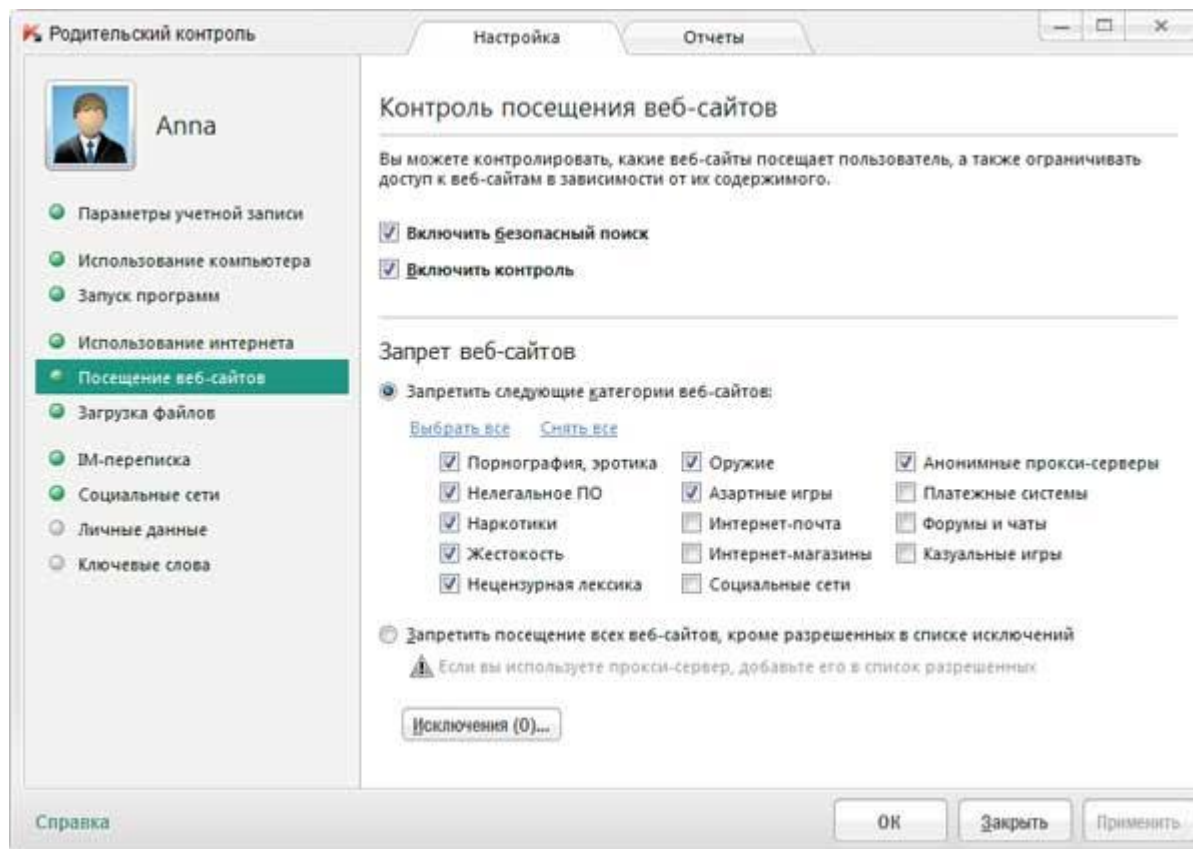 Родительский контроль
Настройка
Отчеты
Anna
Параметры учетной записи
Использование компьютера
Запуск программ
Использование интернета
Посещение веб-сайтов
Загрузка файлов
IM-переписка
Социальные сети
Личные данные
Ключевые слова
Контроль посещения веб-сайтов
Вы можете контролировать, какие веб-сайты посещает пользователь, а также ограничивать
доступ к веб-сайтам в зависимости от их содержимого.
Включить безопасный поиск
Включить контроль
Запрет веб-сайтов
Запретить следующие категории веб-сайтов:
Выбрать все Снять все
Порнография, эротика Оружие Анонимные прокси-серверы
Нелегальное ПО Азартные игры Платежные системы
Наркотики Интернет-почта Форумы и чаты
Жестокость Интернет-магазины Казуальные игры
Нецензурная лексика Социальные сети
Запретить посещение всех веб-сайтов, кроме разрешенных в списке исключений
Если вы используете прокси-сервер, добавьте его в список разрешенных
Исключения (0)...
Справка
ОК
Закрыть
Применить